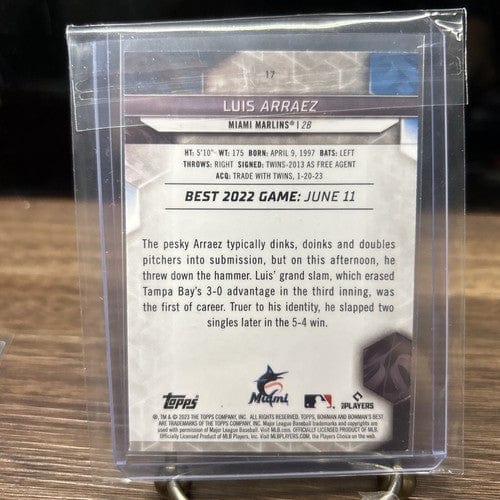 17
LUIS ARRAEZ
MIAMI MARLINS® | 2B
HT: 5'10" WT: 175 BORN: APRIL 9, 1997 BATS: LEFT
THROWS: RIGHT SIGNED: TWINS-2013 AS FREE AGENT
ACQ: TRADE WITH TWINS, 1-20-23
BEST 2022 GAME: JUNE 11
The pesky Arraez typically dinks, doinks and doubles
pitchers into submission, but on this afternoon, he
threw down the hammer. Luis' grand slam, which erased
Tampa Bay's 3-0 advantage in the third inning, was
the first of career. Truer to his identity, he slapped two
singles later in the 5-4 win.
Topps
Miami
PLAYERS
®, TM & © 2023 THE TOPPS COMPANY, INC. ALL RIGHTS RESERVED. TOPPS, BOWMAN AND BOWMAN'S BEST
ARE TRADEMARKS OF THE TOPPS COMPANY, INC. Major League Baseball trademarks and copyrights are
used with permission of Major League Baseball. Visit MLB.com. OFFICIALLY LICENSED PRODUCT OF MLB
Officially Licensed Product of MLB Players, Inc. Visit MLBPLAYERS.com, the Players Choice on the web.